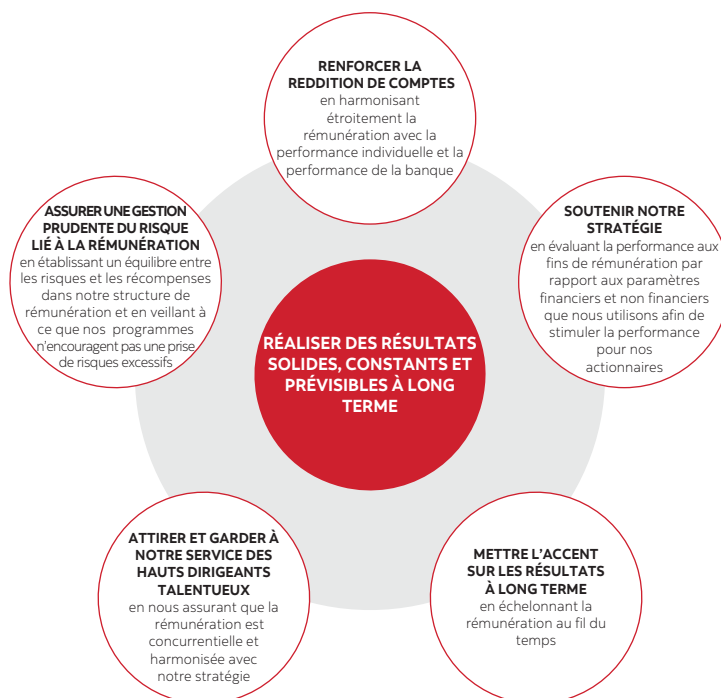 RENFORCER LA
REDDITION DE COMPTES
en harmonisant
étroitement la
rémunération avec la
performance individuelle et la
performance de la banque
ASSURER UNE GESTION
PRUDENTE DU RISQUE
LIÉ À LA RÉMUNÉRATION
en établissant un équilibre entre
les risques et les récompenses
dans notre structure de
rémunération et en veillant à
ce que nos programmes
n'encouragent pas une prise
de risques excessifs
SOUTENIR NOTRE
STRATÉGIE
en évaluant la performance aux
fins de rémunération par
rapport aux paramètres
financiers et non financiers
que nous utilisons afin de
stimuler la performance
pour nos
actionnaires
RÉALISER DES RÉSULTATS
SOLIDES, CONSTANTS ET
PRÉVISIBLES À LONG
TERME
ATTIRER ET GARDER À
NOTRE SERVICE DES
HAUTS DIRIGEANTS
TALENTUEUX
en nous assurant que la
rémunération est
concurrentielle et
harmonisée avec
notre stratégie
METTRE L'ACCENT
SUR LES RÉSULTATS
À LONG TERME
en échelonnant la
rémunération au fil du
temps